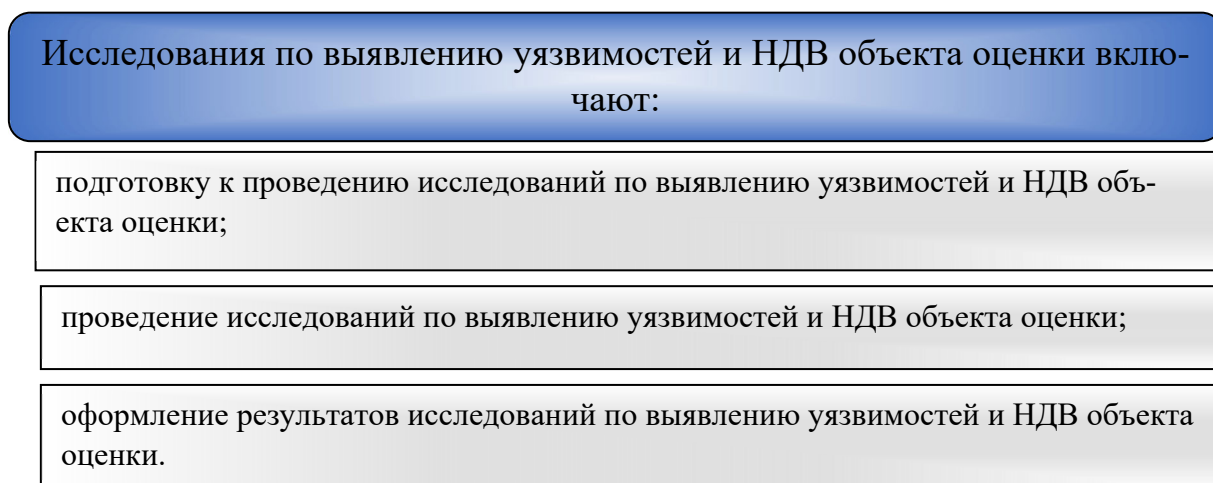 Исследования по выявлению уязвимостей и НДВ объекта оценки вклю-
чают:
подготовку к проведению исследований по выявлению уязвимостей и НДВ объ-
екта оценки;
проведение исследований по выявлению уязвимостей и НДВ объекта оценки;
оформление результатов исследований по выявлению уязвимостей и НДВ объекта
оценки.